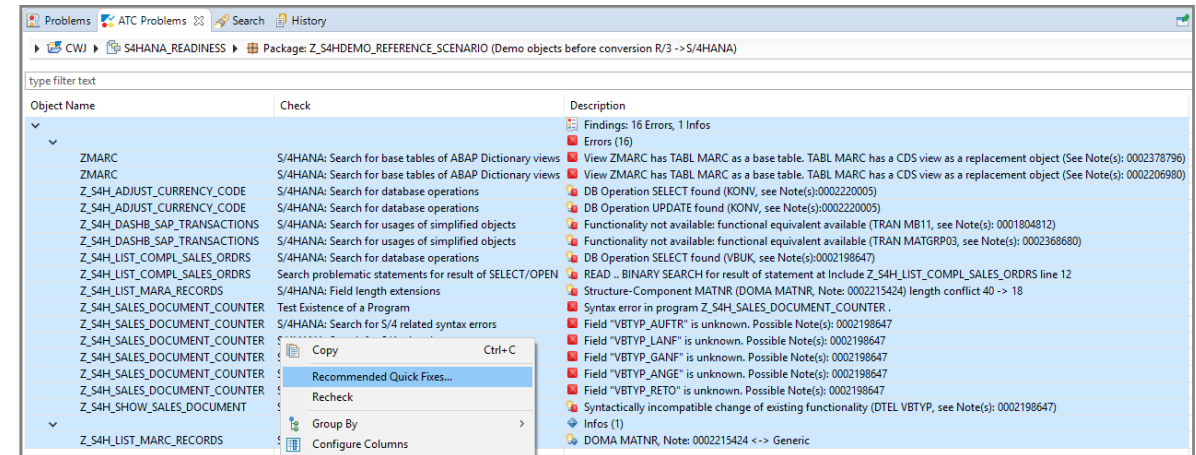 Problems ATC Problems Search History
CWJ S4HANA_READINESS Package: Z_S4HDEMO_REFERENCE_SCENARIO (Demo objects before conversion R/3 ->S/4HANA)
type filter text
Object Name Check Description
Findings: 16 Errors, 1 Infos
Errors (16)
ZMARC S/4HANA: Search for base tables of ABAP Dictionary views View ZMARC has TABL MARC as a base table. TABL MARC has a CDS view as a replacement object (See Note(s): 0002378796)
ZMARC S/4HANA: Search for base tables of ABAP Dictionary views View ZMARC has TABL MARC as a base table. TABL MARC has a CDS view as a replacement object (See Note(s): 0002206980)
Z_S4H_ADJUST_CURRENCY_CODE S/4HANA: Search for database operations DB Operation SELECT found (KONV, see Note(s):0002220005)
Z_S4H_ADJUST_CURRENCY_CODE S/4HANA: Search for database operations DB Operation UPDATE found (KONV, see Note(s):0002220005)
Z_S4H_DASHB_SAP_TRANSACTIONS S/4HANA: Search for usages of simplified objects Functionality not available: functional equivalent available (TRAN MB11, see Note(s): 0001804812)
Z_S4H_DASHB_SAP_TRANSACTIONS S/4HANA: Search for usages of simplified objects Functionality not available: functional equivalent available (TRAN MATGRP03, see Note(s): 0002368680)
Z_S4H_LIST_COMPL_SALES_ORDRS S/4HANA: Search for database operations DB Operation SELECT found (VBUK, see Note(s):0002198647)
Z_S4H_LIST_COMPL_SALES_ORDRS Search problematic statements for result of SELECT/OPEN READ .. BINARY SEARCH for result of statement at Include Z_S4H_LIST_COMPL_SALES_ORDRS line 12
Z_S4H_LIST_MARA_RECORDS S/4HANA: Field length extensions Structure-Component MATNR (DOMA MATNR, Note: 0002215424) length conflict 40 -> 18
Z_S4H_SALES_DOCUMENT_COUNTER Test Existence of a Program Syntax error in program Z_S4H_SALES_DOCUMENT_COUNTER .
Z_S4H_SALES_DOCUMENT_COUNTER S/4HANA: Search for S/4 related syntax errors Field "VBTYP_AUFTR" is unknown. Possible Note(s): 0002198647
Z_S4H_SALES_DOCUMENT_COUNTER Field "VBTYP_LANF" is unknown. Possible Note(s): 0002198647
Copy Ctrl+C
Z_S4H_SALES_DOCUMENT_COUNTER Field "VBTYP_GANF" is unknown. Possible Note(s): 0002198647
Z_S4H_SALES_DOCUMENT_COUNTER Recommended Quick Fixes... Field "VBTYP_ANGE" is unknown. Possible Note(s): 0002198647
Z_S4H_SALES_DOCUMENT_COUNTER Recheck Field "VBTYP_RETO" is unknown. Possible Note(s): 0002198647
Z_S4H_SHOW_SALES_DOCUMENT Syntactically incompatible change of existing functionality (DTEL VBTYP, see Note(s): 0002198647)
Group By Infos (1)
Z_S4H_LIST_MARC_RECORDS Configure Columns DOMA MATNR, Note: 0002215424 <-> Generic